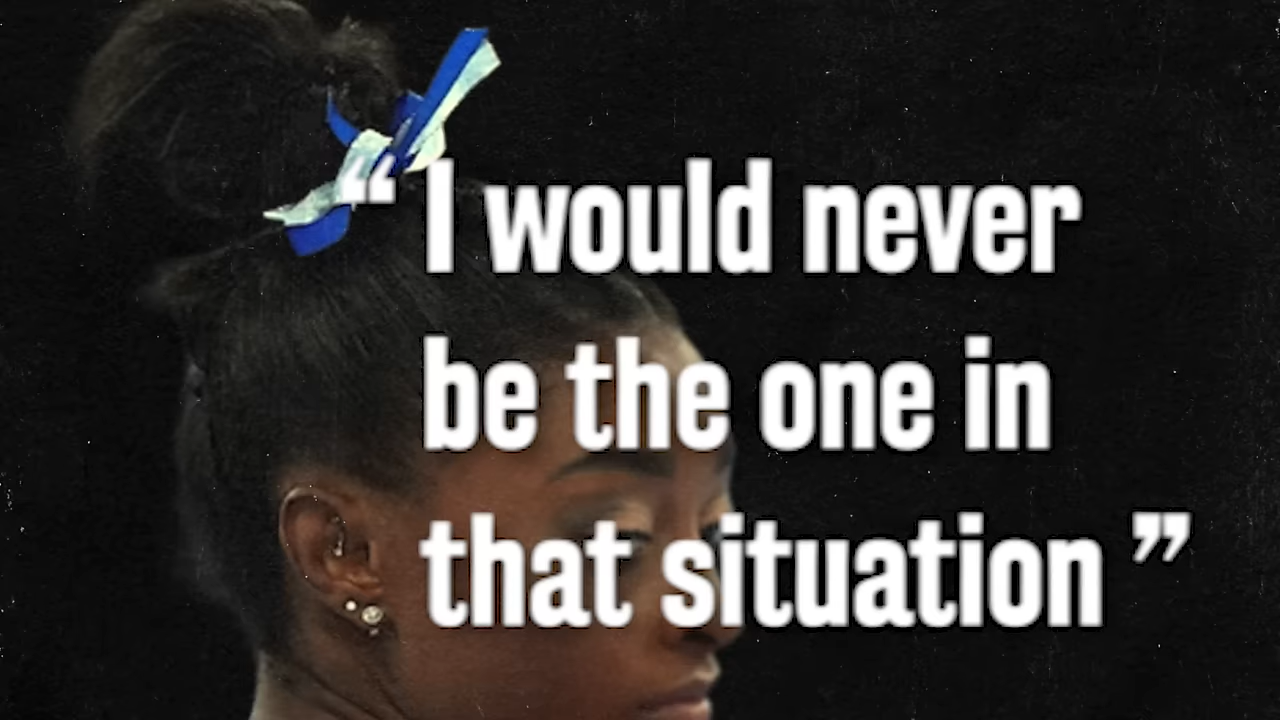 “ I would never
be the one in
that situation ”